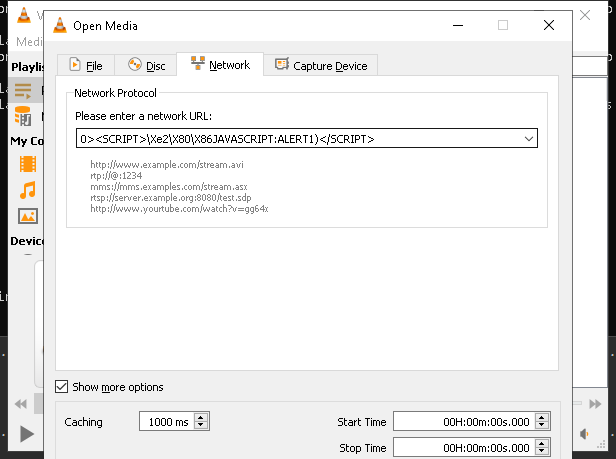 Open Media
Medi
File
Disc
Network
Capture Device
Playlis
My Co
Device
Network Protocol
Please enter a network URL:
0><SCRIPT>\Xe2\X80\X86JAVASCRIPT:ALERT1)</SCRIPT>
http://www.example.com/stream.avi
rtp://@:1234
mms://mms.examples.com/stream.asx
rtsp://server.example.org:8080/test.sdp
http://www.yourtube.com/watch?v=gg64x
Show more options
Caching
1000 ms
Start Time
00H:00m:00s.000
Stop Time
00H:00m:00s.000